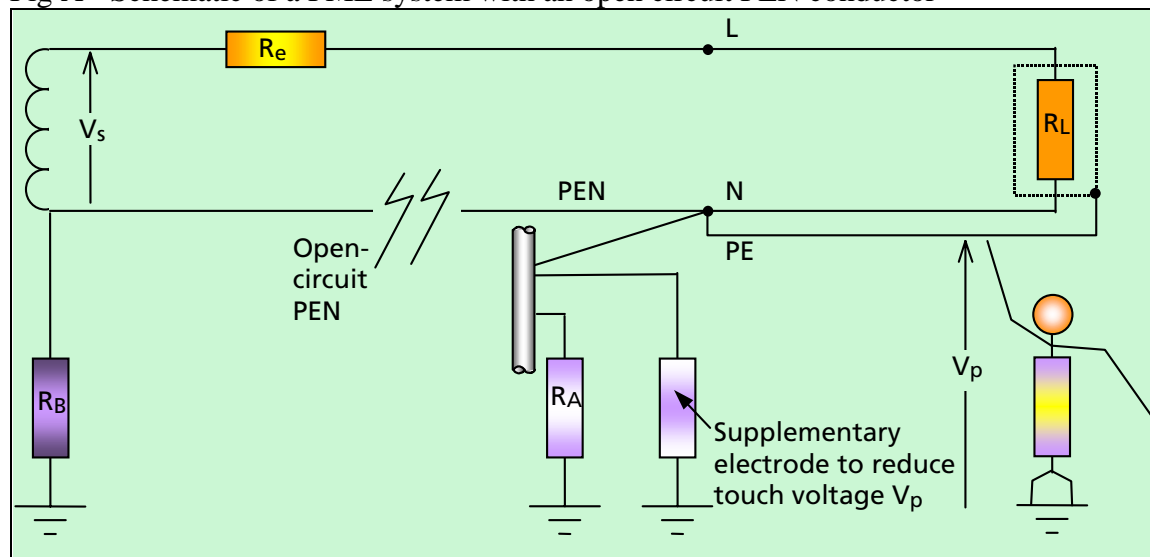 Fig A - Schematic of a PME system with an open circuit PEN conductor
L
Re
Vs
RL
PEN
N
PE
Open-
circuit
PEN
RB
RA
Vp
Supplementary
electrode to reduce
touch voltage Vp